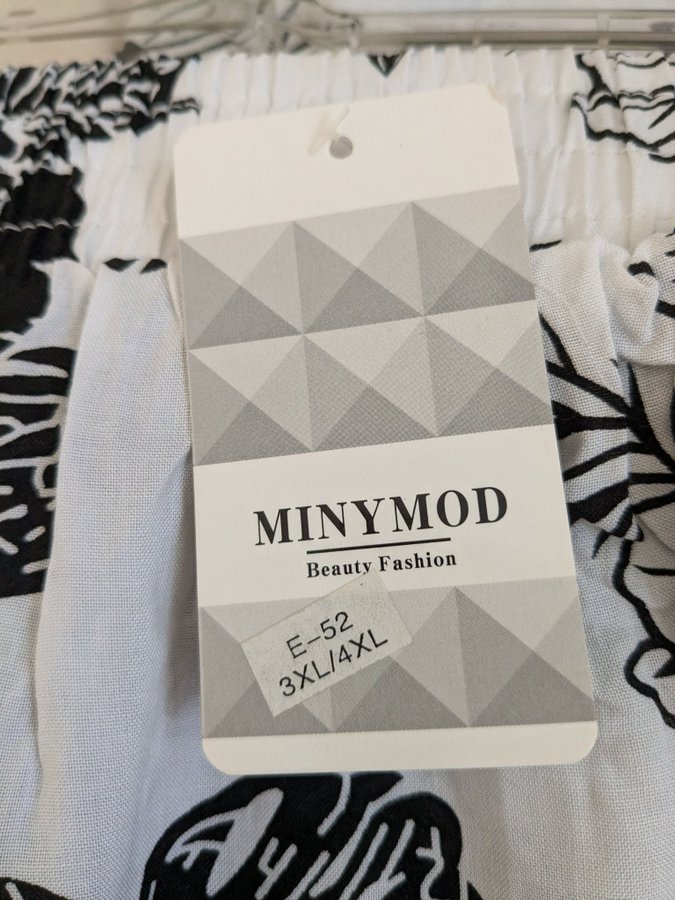 MINYMOD
Beauty Fashion
E-52
3XL/4XL